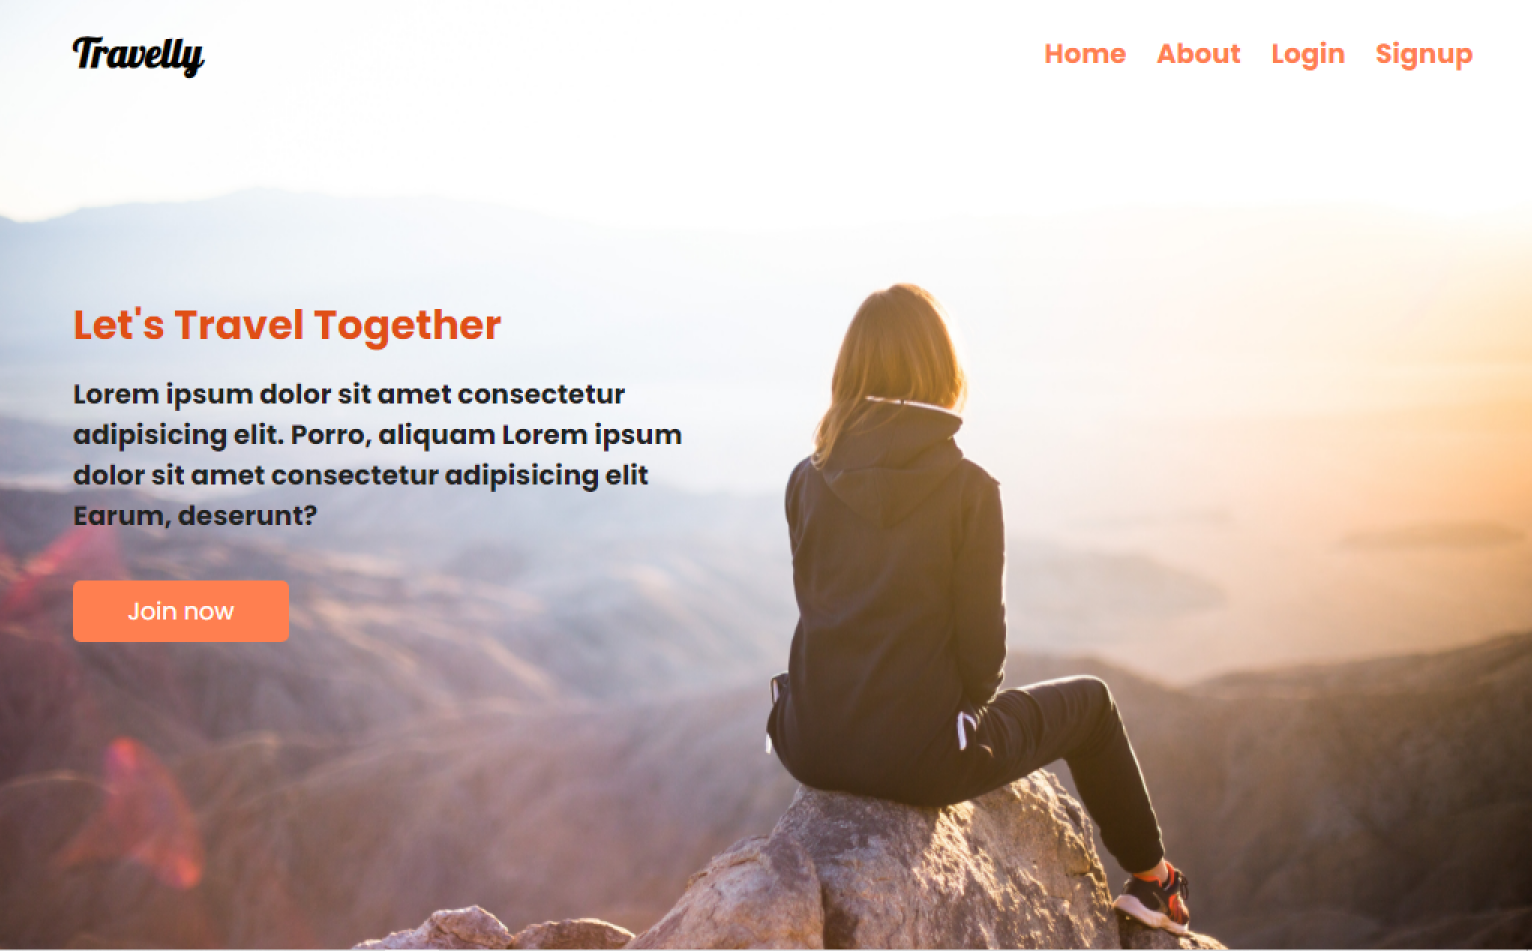 Travelly
Home About Login Signup
Let's Travel Together
Lorem ipsum dolor sit amet consectetur
adipisicing elit. Porro, aliquam Lorem ipsum
dolor sit amet consectetur adipisicing elit
Earum, deserunt?
Join now